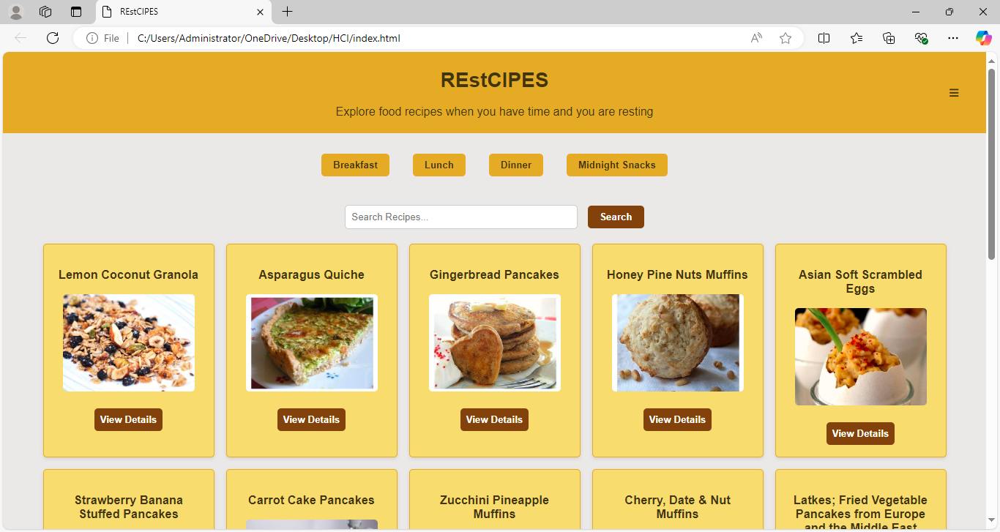 REstCIPES
File
C:/Users/Administrator/OneDrive/Desktop/HCI/index.html
REstCIPES
Explore food recipes when you have time and you are resting
Breakfast
Lunch
Dinner
Midnight Snacks
Search Recipes...
Search
Lemon Coconut Granola
View Details
Asparagus Quiche
View Details
Gingerbread Pancakes
View Details
Honey Pine Nuts Muffins
View Details
Asian Soft Scrambled
Eggs
View Details
Strawberry Banana
Stuffed Pancakes
Carrot Cake Pancakes
Zucchini Pineapple
Muffins
Cherry, Date & Nut
Muffins
Latkes; Fried Vegetable
Pancakes from Europe
and the Middle East